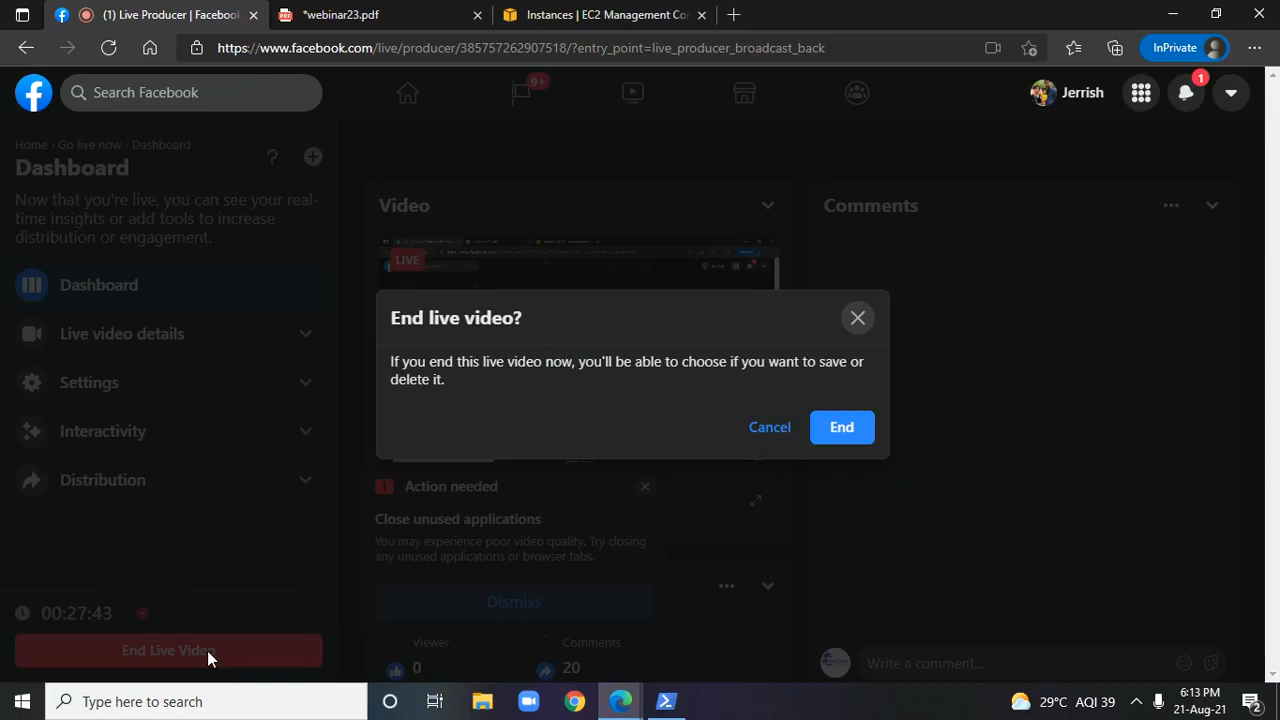 (1) Live Producer | Facebook
*webinar23.pdf
Instances | EC2 Management Con
https://www.facebook.com/live/producer/385757262907518/?entry_point=live_producer_broadcast_back
InPrivate
Search Facebook
9+
Jerrish
1
Home · Go live now · Dashboard
Dashboard
Now that you're live, you can see your real-
time insights or add tools to increase
distribution or engagement.
Dashboard
Live video details
Settings
Interactivity
Distribution
00:27:43
End Live Video
Video
LIVE
Comments
End live video?
If you end this live video now, you'll be able to choose if you want to save or
delete it.
Cancel
End
Action needed
Close unused applications
You may experience poor video quality. Try closing
any unused applications or browser tabs.
Dismiss
Viewer
0
Comments
20
Write a comment...
Type here to search
29°C AQI 39
6:13 PM
21-Aug-21
2